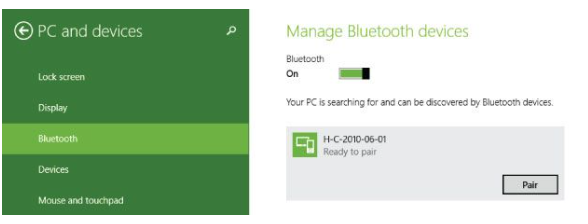 PC and devices
Lock screen
Display
Bluetooth
Devices
Mouse and touchpad
Manage Bluetooth devices
Bluetooth
On
Your PC is searching for and can be discovered by Bluetooth devices.
H-C-2010-06-01
Ready to pair
Pair